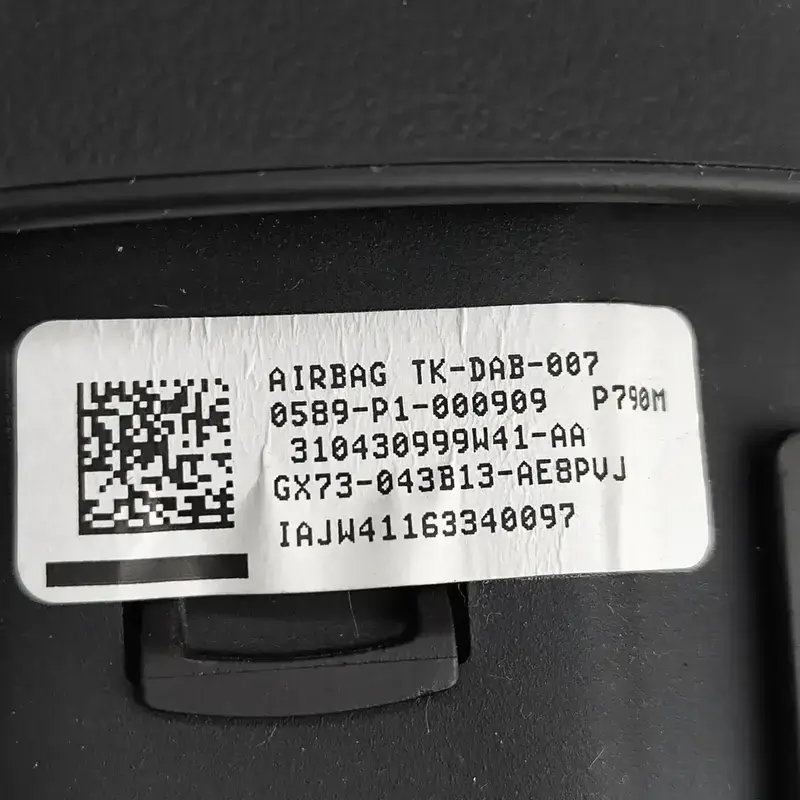 AIRBAG TK-DAB-007
0589-P1-000909 P790M
310430999W41-AA
GX73-043B13-AE8PVJ
IAJW41163340097